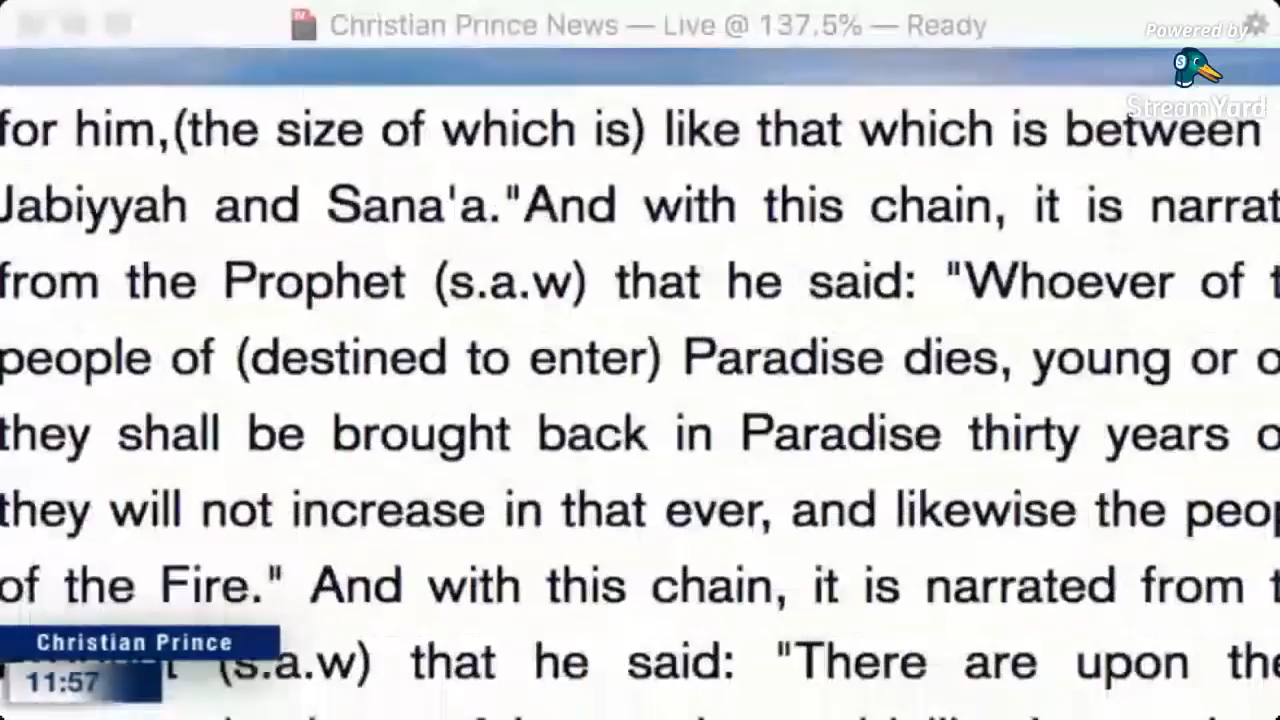 Christian Prince News — Live @ 137.5% — Ready
Powered by
StreamYard
for him,(the size of which is) like that which is between
Jabiyyah and Sana'a."And with this chain, it is narrat
from the Prophet (s.a.w) that he said: "Whoever of t
people of (destined to enter) Paradise dies, young or o
they shall be brought back in Paradise thirty years o
they will not increase in that ever, and likewise the peop
of the Fire." And with this chain, it is narrated from t
(s.a.w) that he said: "There are upon the
Christian Prince
11:57